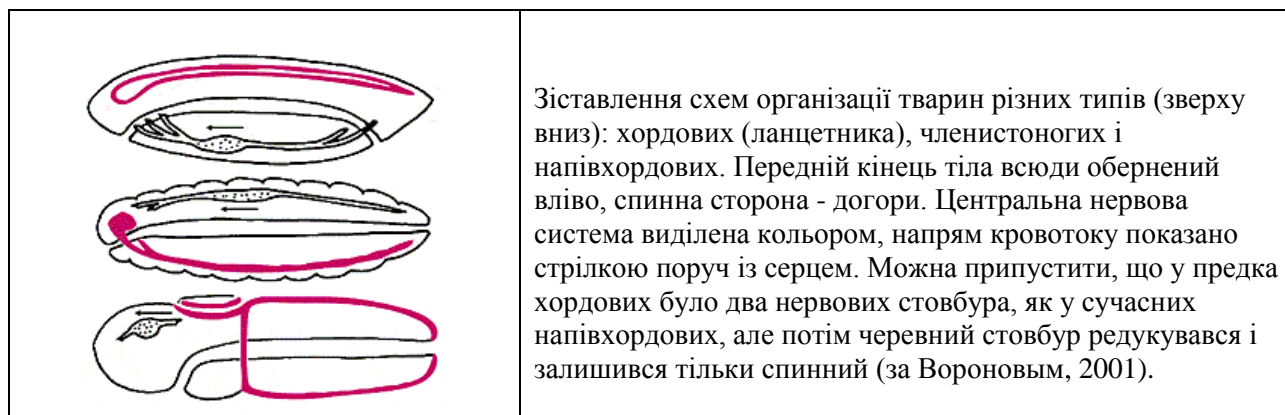 Зіставлення схем організації тварин різних типів (зверху
вниз): хордових (ланцетника), членистоногих і
напівхордових. Передній кінець тіла всюди обернений
вліво, спинна сторона - догори. Центральна нервова
система виділена кольором, напрям кровотоку показано
стрілкою поруч із серцем. Можна припустити, що у предка
хордових було два нервових стовбура, як у сучасних
напівхордових, але потім черевний стовбур редукувався і
залишився тільки спинний (за Вороновым, 2001).